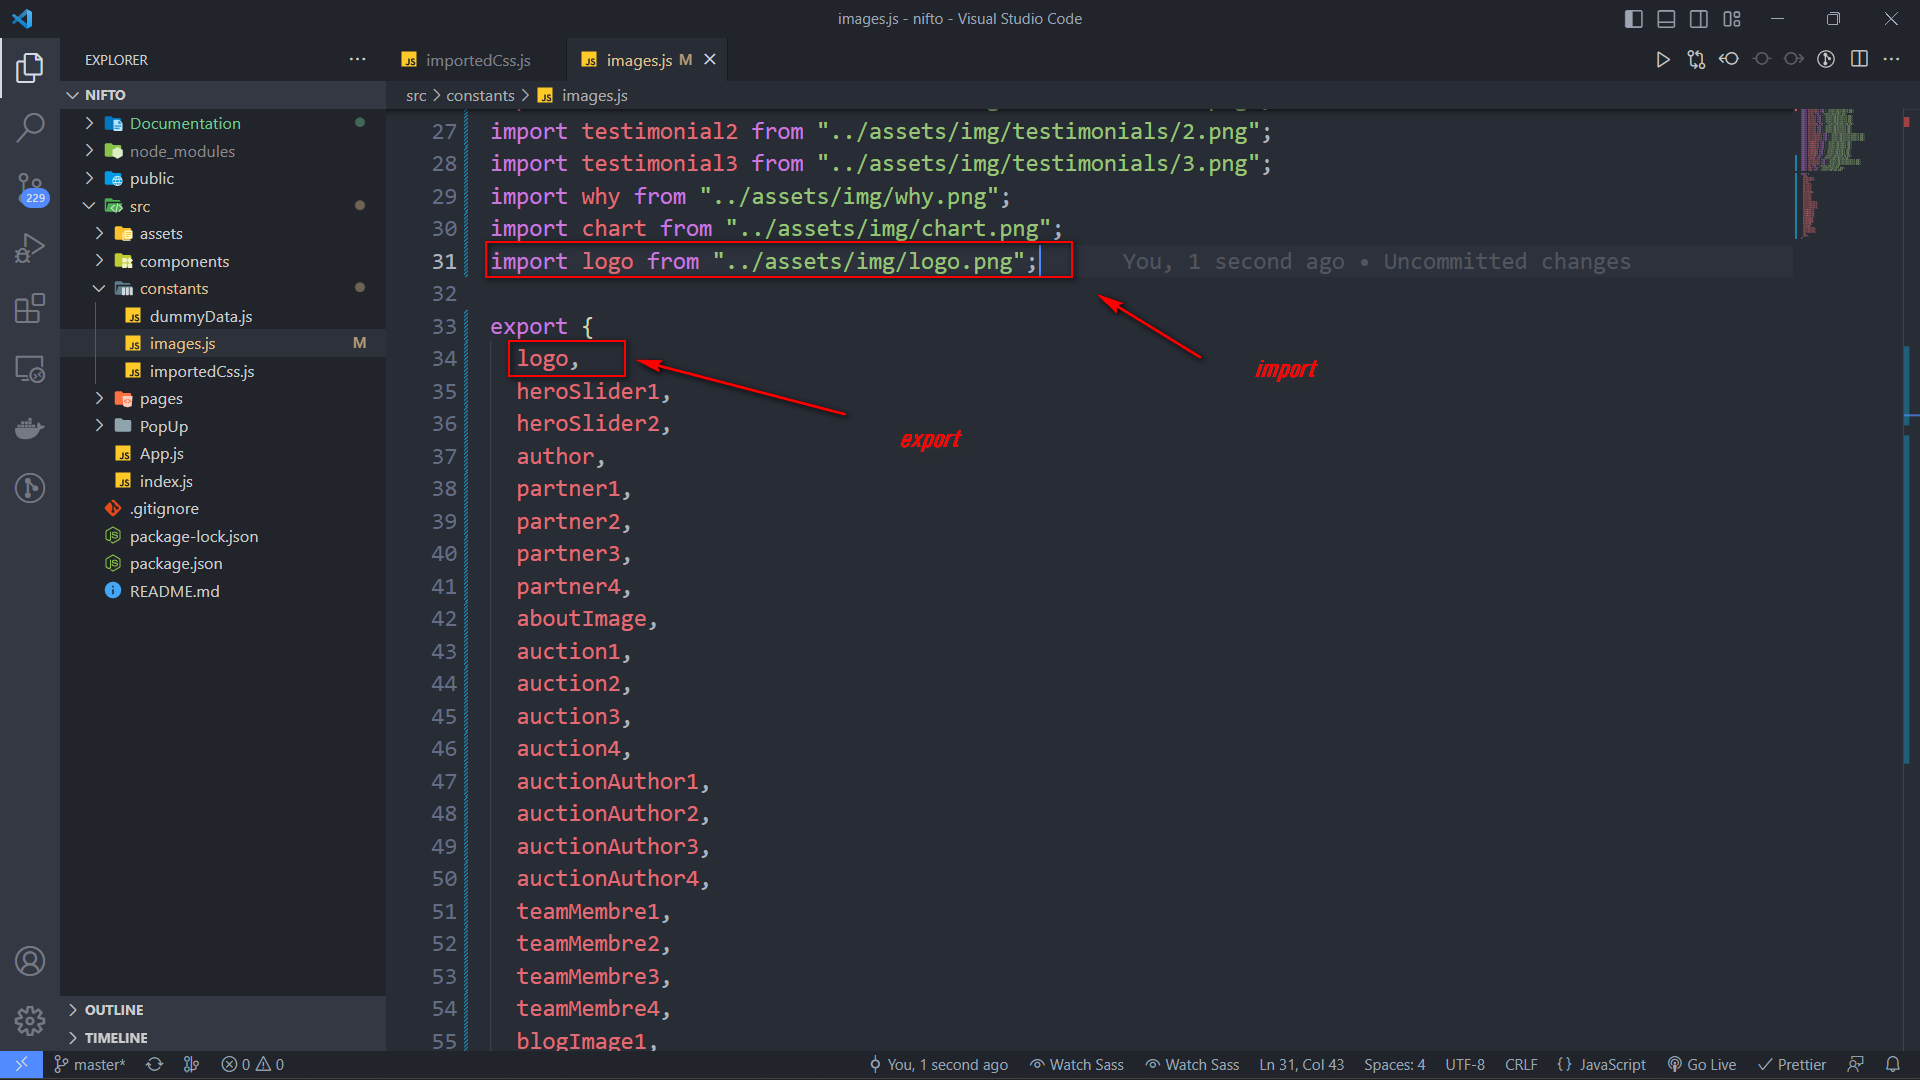 images.js - nifto - Visual Studio Code
EXPLORER
importedCss.js
images.js M
NIFTO
src > constants > images.js
Documentation
node_modules
public
src
assets
components
constants
dummyData.js
images.js M
importedCss.js
pages
PopUp
App.js
index.js
.gitignore
package-lock.json
package.json
README.md
OUTLINE
TIMELINE
229
27 import testimonial2 from "../assets/img/testimonials/2.png";
28 import testimonial3 from "../assets/img/testimonials/3.png";
29 import why from "../assets/img/why.png";
30 import chart from "../assets/img/chart.png";
31 import logo from "../assets/img/logo.png"; You, 1 second ago • Uncommitted changes
32
33 export {
34 logo,
35 heroSlider1,
36 heroSlider2,
37 author,
38 partner1,
39 partner2,
40 partner3,
41 partner4,
42 aboutImage,
43 auction1,
44 auction2,
45 auction3,
46 auction4,
47 auctionAuthor1,
48 auctionAuthor2,
49 auctionAuthor3,
50 auctionAuthor4,
51 teamMembre1,
52 teamMembre2,
53 teamMembre3,
54 teamMembre4,
55 blogImage1,
import
export
master* 0 0 You, 1 second ago Watch Sass Watch Sass Ln 31, Col 43 Spaces: 4 UTF-8 CRLF {} JavaScript Go Live Prettier